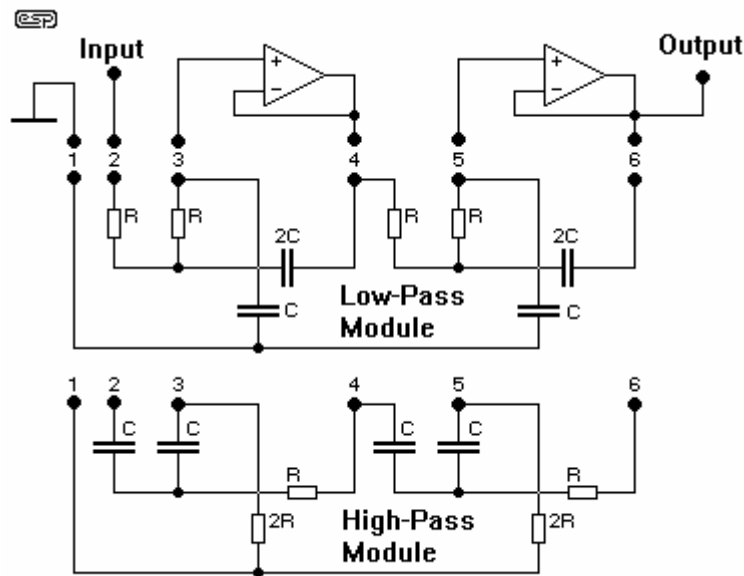 esp
Input
Output
+
−
+
−
1 2 3 4 5 6
R R R R
2C 2C
C C
Low-Pass
Module
1 2 3 4 5 6
C C C C
R R
2R 2R
High-Pass
Module